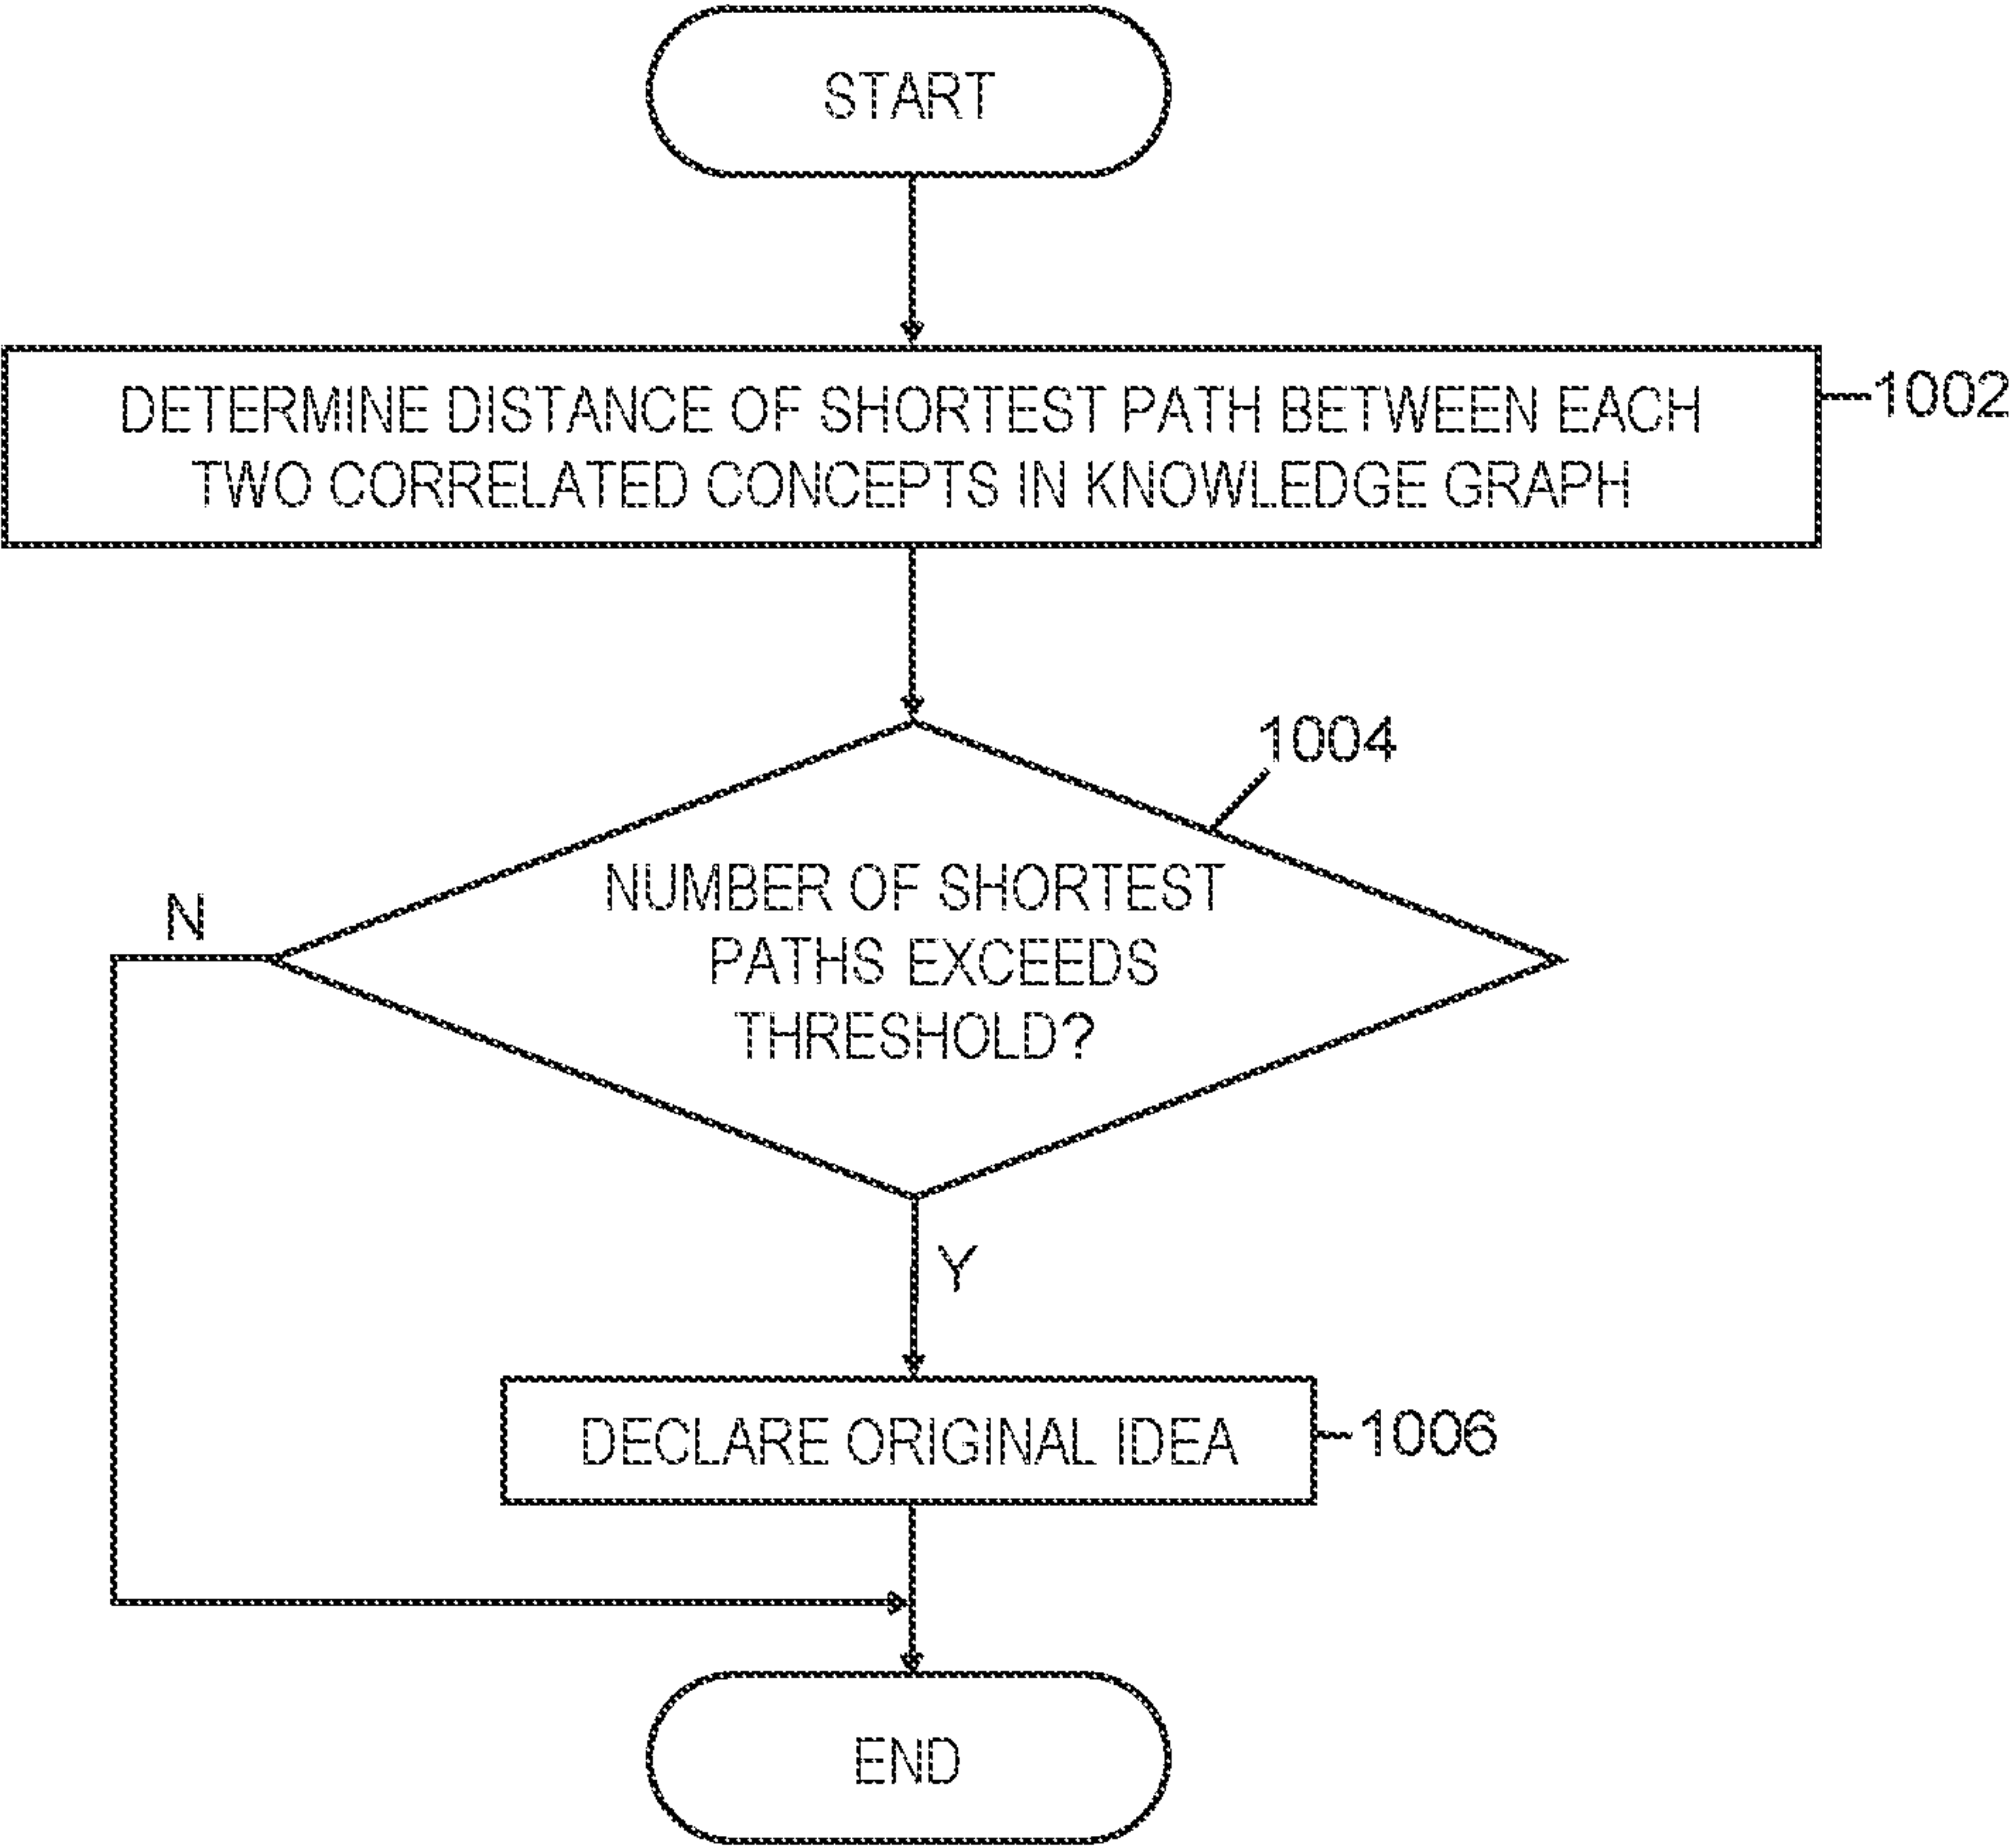 START
DETERMINE DISTANCE OF SHORTEST PATH BETWEEN EACH
TWO CORRELATED CONCEPTS IN KNOWLEDGE GRAPH
1002
1004
NUMBER OF SHORTEST
PATHS EXCEEDS
THRESHOLD?
N
Y
DECLARE ORIGINAL IDEA
1006
END